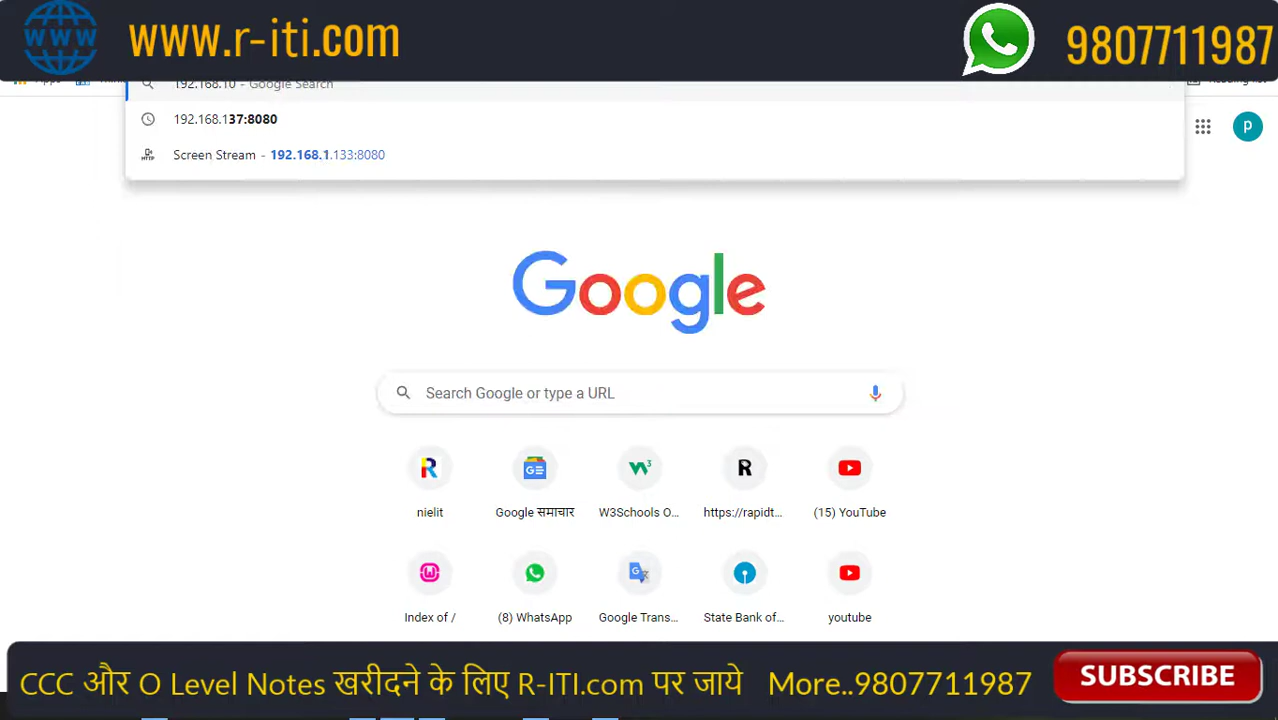 www.r-iti.com
9807711987
192.168.10 - Google Search
192.168.137:8080
Screen Stream - 192.168.1.133:8080
P
Google
Search Google or type a URL
nielit
Google समाचार
W3Schools O...
https://rapidt...
(15) YouTube
Index of /
(8) WhatsApp
Google Trans...
State Bank of...
youtube
CCC और O Level Notes खरीदने के लिए R-ITI.com पर जाये More..9807711987
SUBSCRIBE